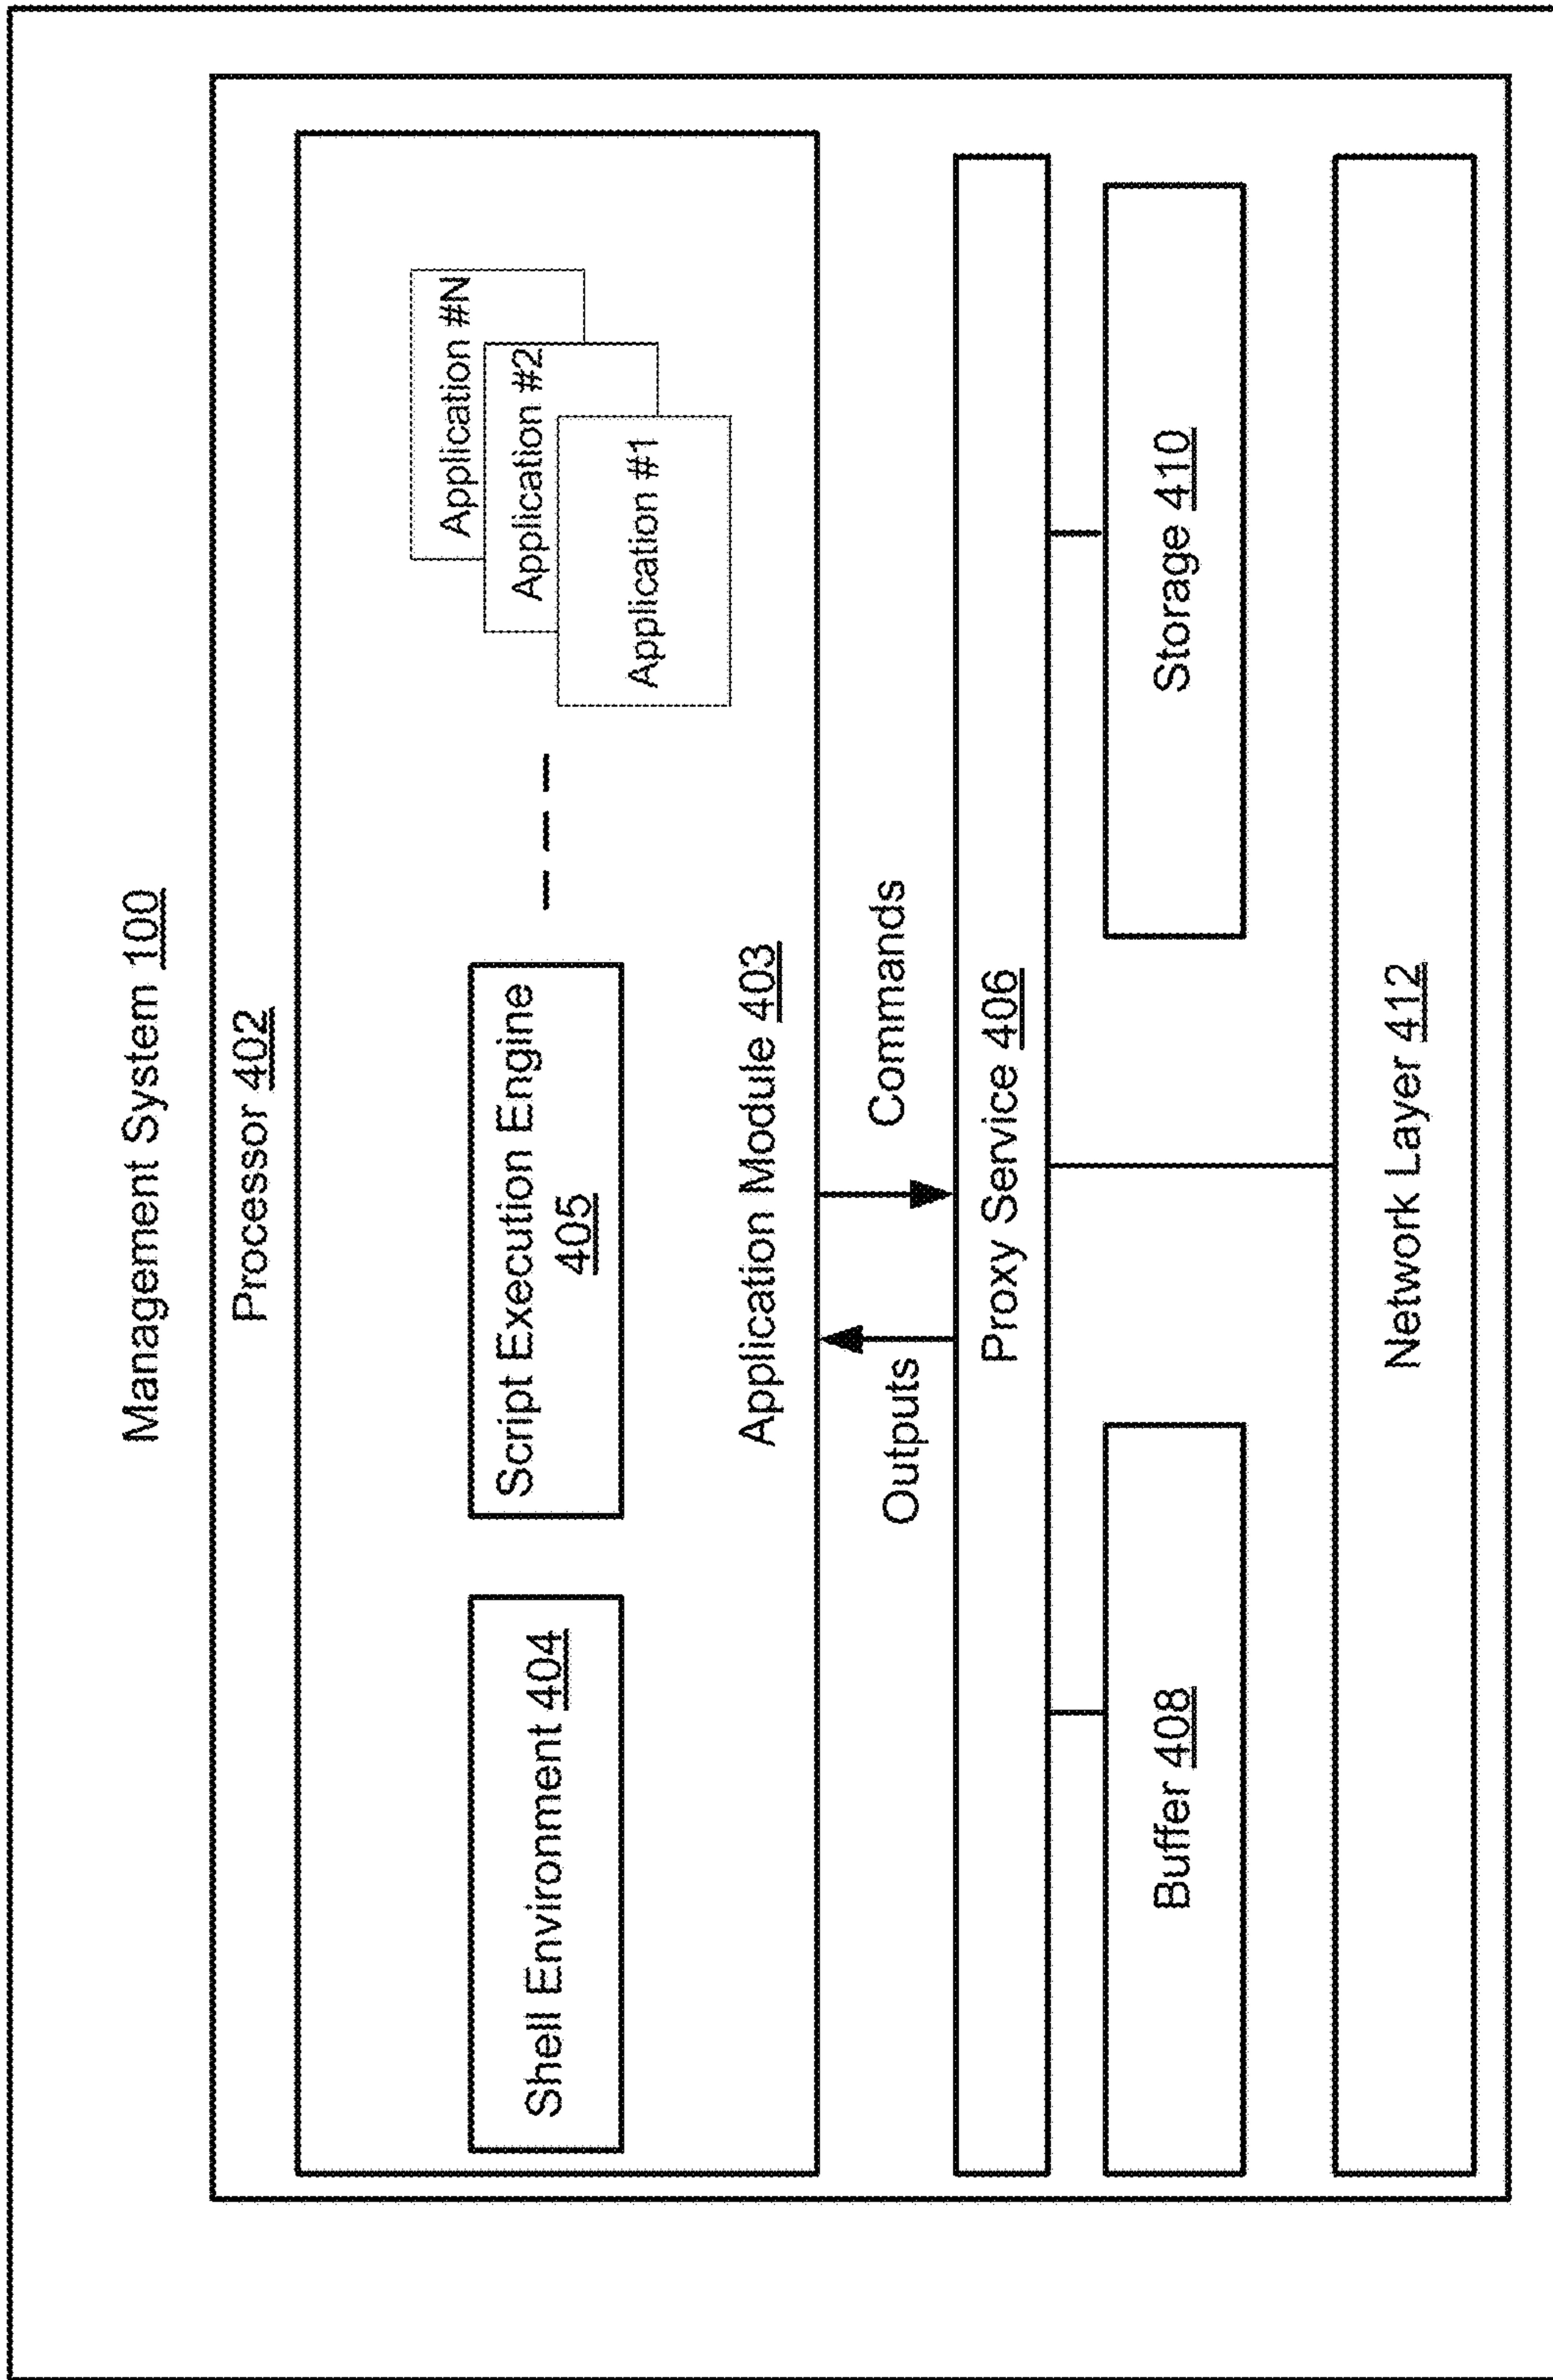 Management System 100
Processor 402
Shell Environment 404
Script Execution Engine
405
Application #N
Application #2
Application #1
Application Module 403
Outputs
Commands
Proxy Service 406
Buffer 408
Storage 410
Network Layer 412